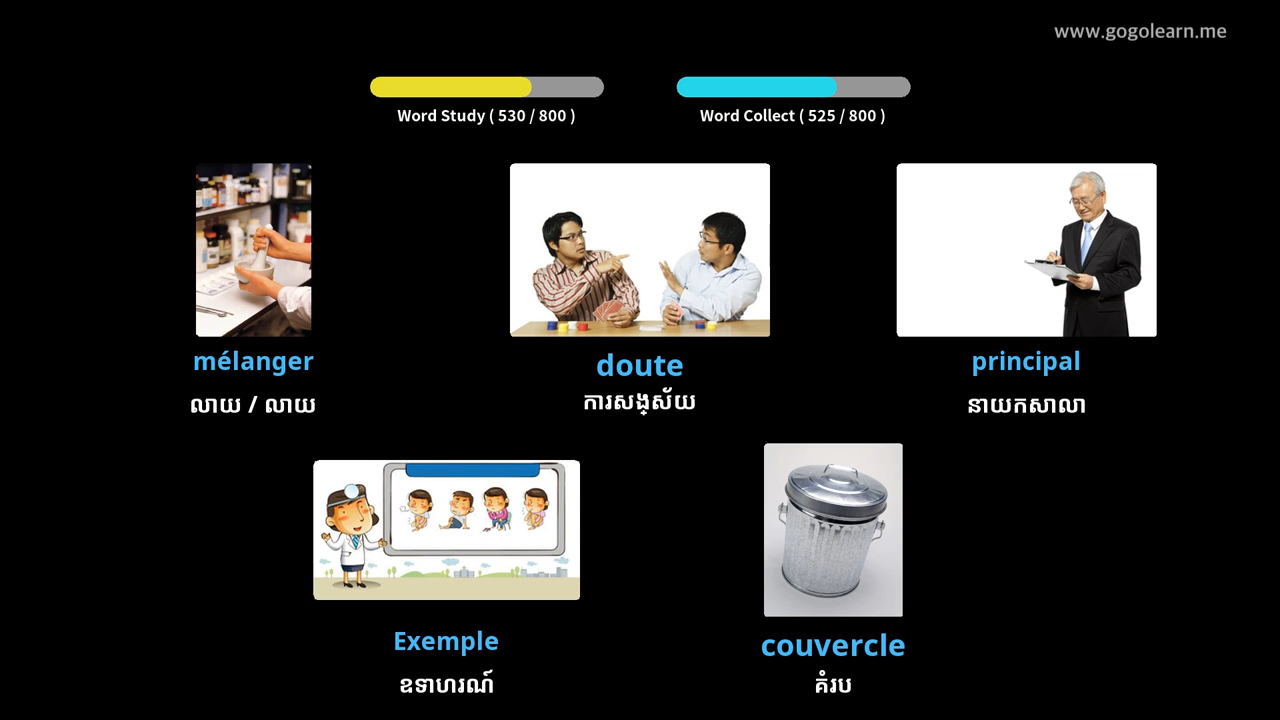 www.gogolearn.me
Word Study ( 530 / 800 )
Word Collect ( 525 / 800 )
mélanger
doute
principal
លាយ / លាយ
ការសង្ស័យ
នាយកសាលា
Exemple
couvercle
ឧទាហរណ៍
គំរប